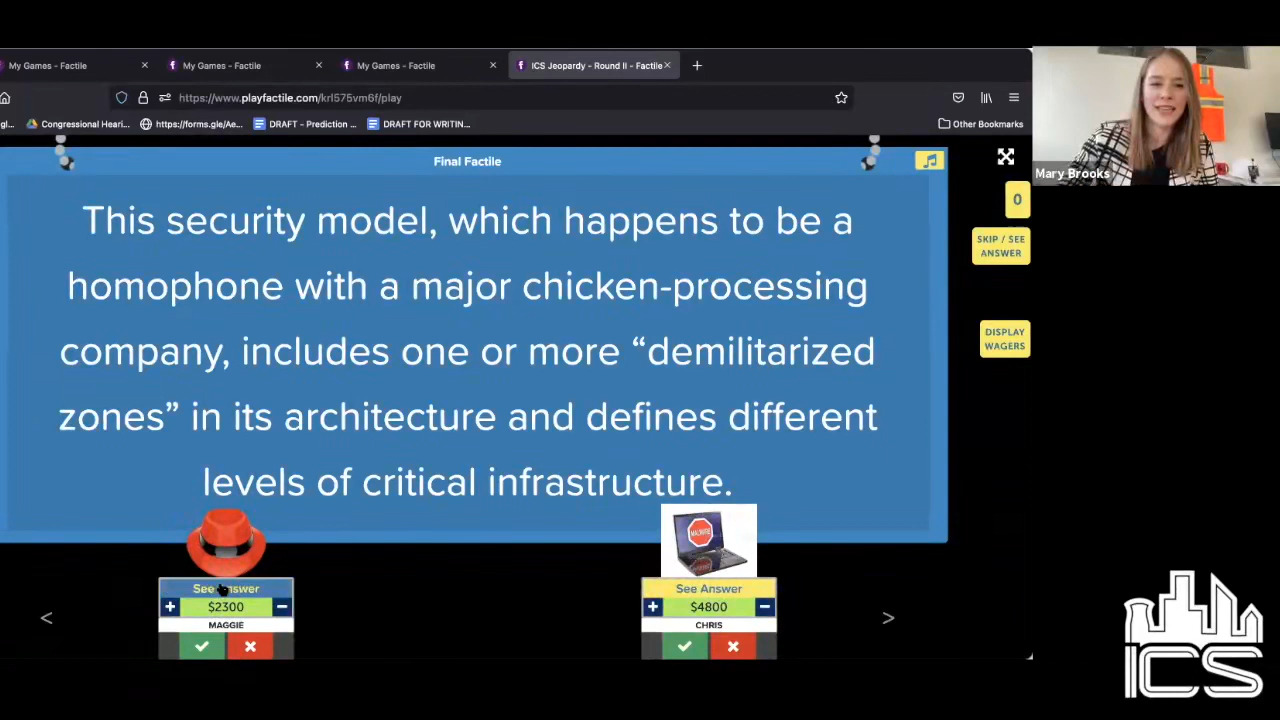 My Games - Factile
My Games - Factile
My Games - Factile
ICS Jeopardy - Round II - Factile
https://www.playfactile.com/krl575vm6f/play
gl...
Congressional Heari...
https://forms.gle/Ae...
DRAFT - Prediction ...
DRAFT FOR WRITIN...
Other Bookmarks
Final Factile
This security model, which happens to be a
homophone with a major chicken-processing
company, includes one or more “demilitarized
zones” in its architecture and defines different
levels of critical infrastructure.
0
SKIP / SEE
ANSWER
DISPLAY
WAGERS
Mary Brooks
See Answer
$2300
MAGGIE
MALWARE
See Answer
$4800
CHRIS
ICS